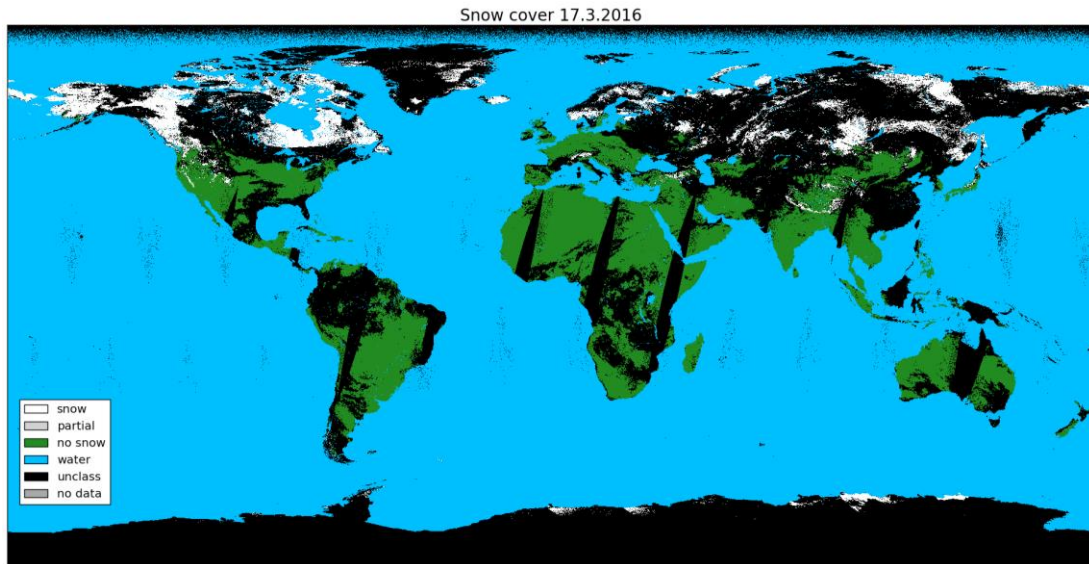 Snow cover 17.3.2016
snow
partial
no snow
water
unclass
no data